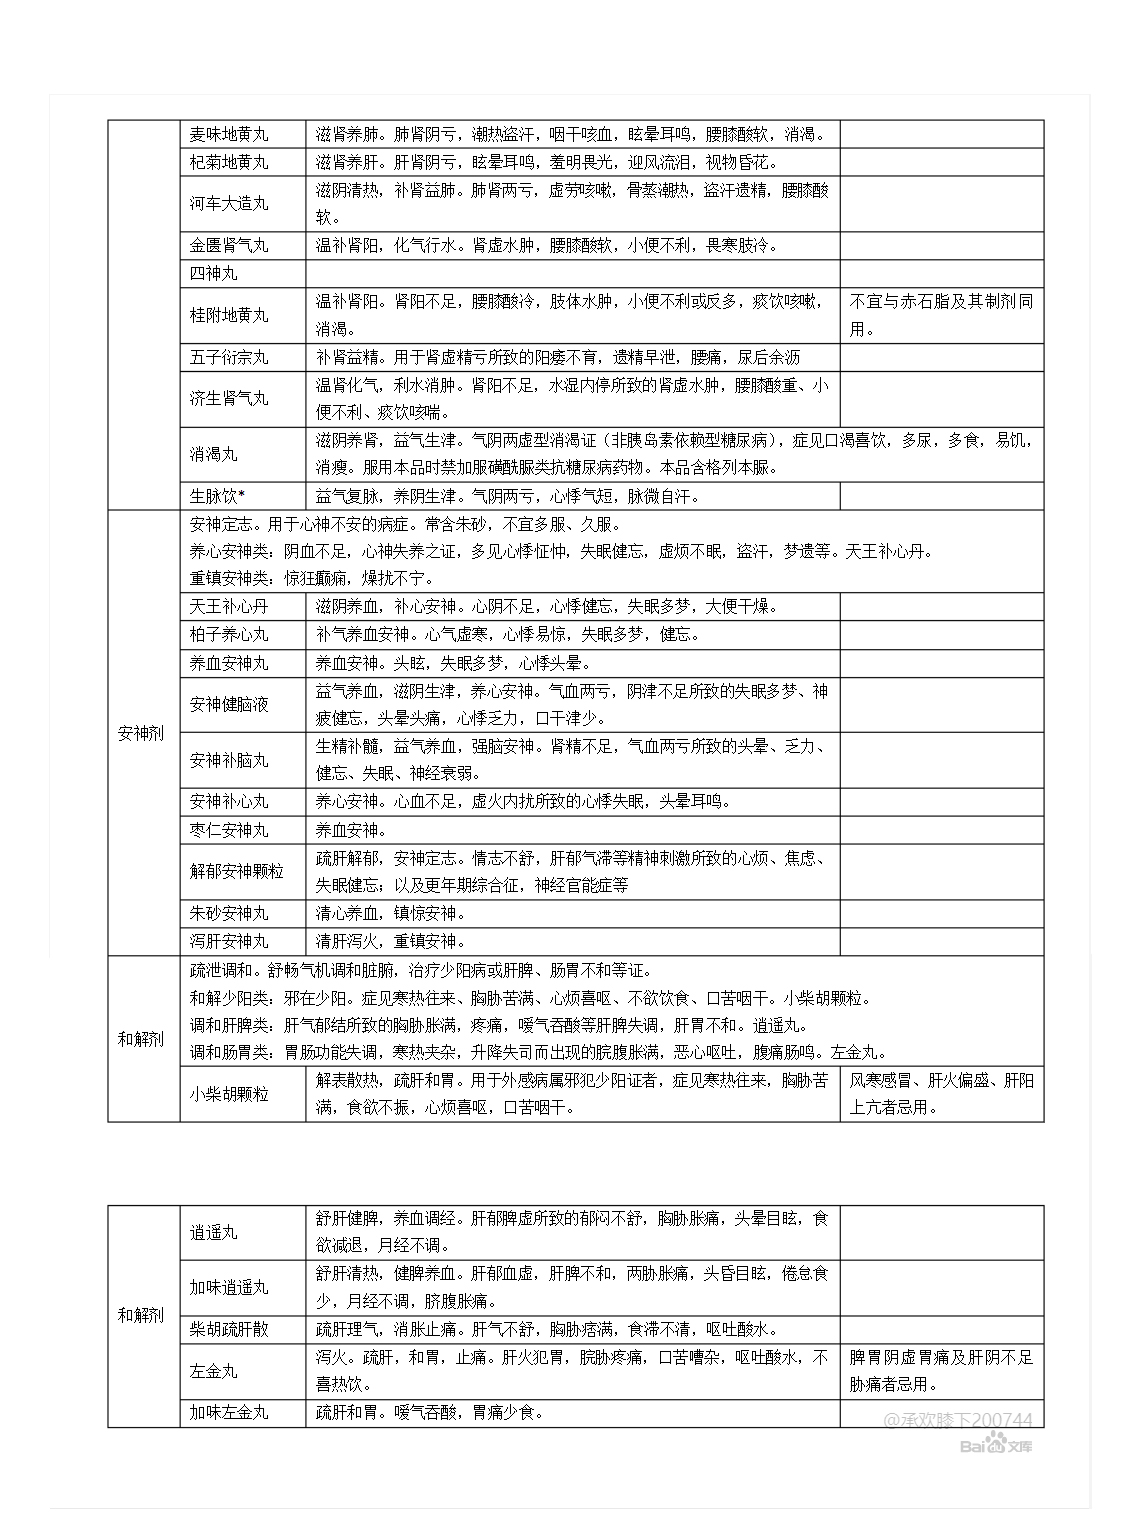 麦味地黄丸
滋肾养肺。肺肾阴亏，潮热盗汗，咽干咳血，眩晕耳鸣，腰膝酸软，消渴。
杞菊地黄丸
滋肾养肝。肝肾阴亏，眩晕耳鸣，羞明畏光，迎风流泪，视物昏花。
河车大造丸
滋阴清热，补肾益肺。肺肾两亏，虚劳咳嗽，骨蒸潮热，盗汗遗精，腰膝酸
软。
金匮肾气丸
温补肾阳，化气行水。肾虚水肿，腰膝酸软，小便不利，畏寒肢冷。
四神丸
桂附地黄丸
温补肾阳。肾阳不足，腰膝酸冷，肢体水肿，小便不利或反多，痰饮咳嗽，
消渴。
不宜与赤石脂及其制剂同
用。
五子衍宗丸
补肾益精。用于肾虚精亏所致的阳痿不育，遗精早泄，腰痛，尿后余沥
济生肾气丸
温肾化气，利水消肿。肾阳不足，水湿内停所致的肾虚水肿，腰膝酸重、小
便不利、痰饮咳喘。
消渴丸
滋阴养肾，益气生津。气阴两虚型消渴证（非胰岛素依赖型糖尿病），症见口渴喜饮，多尿，多食，易饥，
消瘦。服用本品时禁加服磺酰脲类抗糖尿病药物。本品含格列本脲。
生脉饮*
益气复脉，养阴生津。气阴两亏，心悸气短，脉微自汗。
安神剂
安神定志。用于心神不安的病症。常含朱砂，不宜多服、久服。
养心安神类：阴血不足，心神失养之证，多见心悸怔忡，失眠健忘，虚烦不眠，盗汗，梦遗等。天王补心丹。
重镇安神类：惊狂癫痫，燥扰不宁。
天王补心丹
滋阴养血，补心安神。心阴不足，心悸健忘，失眠多梦，大便干燥。
柏子养心丸
补气养血安神。心气虚寒，心悸易惊，失眠多梦，健忘。
养血安神丸
养血安神。头眩，失眠多梦，心悸头晕。
安神健脑液
益气养血，滋阴生津，养心安神。气血两亏，阴津不足所致的失眠多梦、神
疲健忘，头晕头痛，心悸乏力，口干津少。
安神补脑丸
生精补髓，益气养血，强脑安神。肾精不足，气血两亏所致的头晕、乏力、
健忘、失眠、神经衰弱。
安神补心丸
养心安神。心血不足，虚火内扰所致的心悸失眠，头晕耳鸣。
枣仁安神丸
养血安神。
解郁安神颗粒
疏肝解郁，安神定志。情志不舒，肝郁气滞等精神刺激所致的心烦、焦虑、
失眠健忘；以及更年期综合征，神经官能症等
朱砂安神丸
清心养血，镇惊安神。
泻肝安神丸
清肝泻火，重镇安神。
和解剂
疏泄调和。舒畅气机调和脏腑，治疗少阳病或肝脾、肠胃不和等证。
和解少阳类：邪在少阳。症见寒热往来、胸胁苦满、心烦喜呕、不欲饮食、口苦咽干。小柴胡颗粒。
调和肝脾类：肝气郁结所致的胸胁胀满，疼痛，嗳气吞酸等肝脾失调，肝胃不和。逍遥丸。
调和肠胃类：胃肠功能失调，寒热夹杂，升降失司而出现的脘腹胀满，恶心呕吐，腹痛肠鸣。左金丸。
小柴胡颗粒
解表散热，疏肝和胃。用于外感病属邪犯少阳证者，症见寒热往来，胸胁苦
满，食欲不振，心烦喜呕，口苦咽干。
风寒感冒、肝火偏盛、肝阳
上亢者忌用。
和解剂
逍遥丸
舒肝健脾，养血调经。肝郁脾虚所致的郁闷不舒，胸胁胀痛，头晕目眩，食
欲减退，月经不调。
加味逍遥丸
舒肝清热，健脾养血。肝郁血虚，肝脾不和，两胁胀痛，头昏目眩，倦怠食
少，月经不调，脐腹胀痛。
柴胡疏肝散
疏肝理气，消胀止痛。肝气不舒，胸胁痞满，食滞不清，呕吐酸水。
左金丸
泻火。疏肝，和胃，止痛。肝火犯胃，脘胁疼痛，口苦嘈杂，呕吐酸水，不
喜热饮。
脾胃阴虚胃痛及肝阴不足
胁痛者忌用。
加味左金丸
疏肝和胃。嗳气吞酸，胃痛少食。
@承欢膝下200744
Bai文库